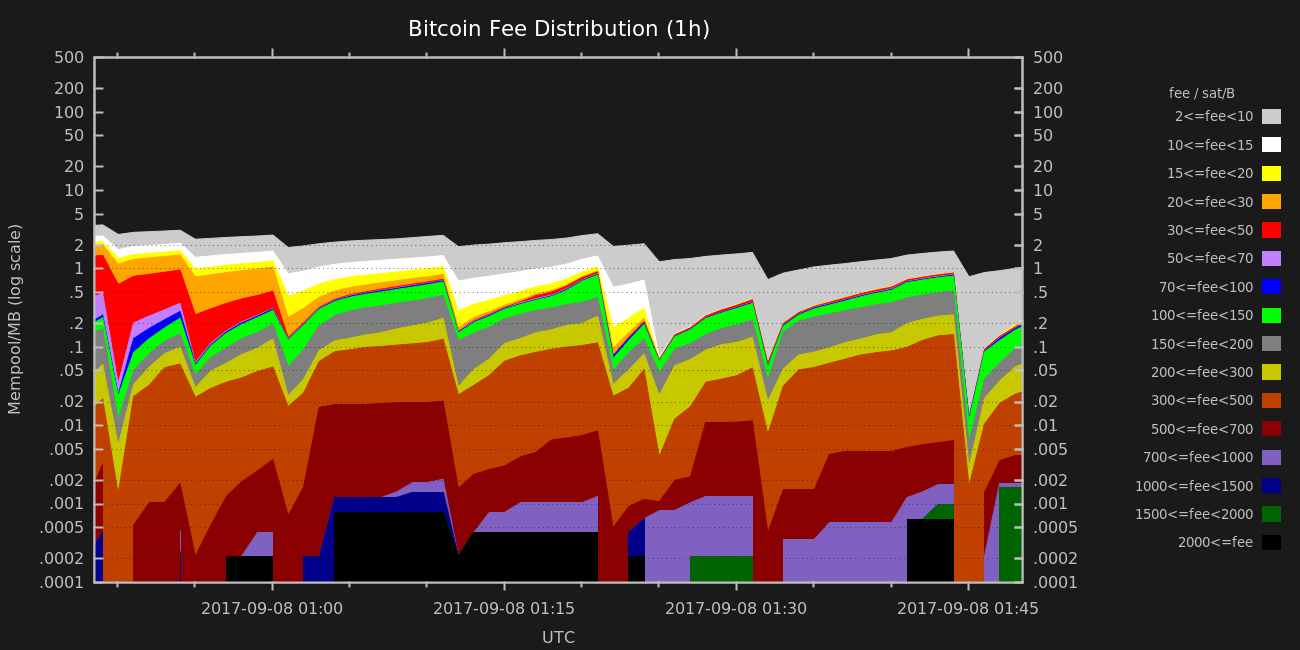 Bitcoin Fee Distribution (1h)
500
200
100
50
20
10
5
2
1
.5
.2
.1
.05
.02
.01
.005
.002
.001
.0005
.0002
.0001
Mempool/MB (log scale)
500
200
100
50
20
10
5
2
1
.5
.2
.1
.05
.02
.01
.005
.002
.001
.0005
.0002
.0001
2017-09-08 01:00
2017-09-08 01:15
2017-09-08 01:30
2017-09-08 01:45
UTC
fee / sat/B
2<=fee<10
10<=fee<15
15<=fee<20
20<=fee<30
30<=fee<50
50<=fee<70
70<=fee<100
100<=fee<150
150<=fee<200
200<=fee<300
300<=fee<500
500<=fee<700
700<=fee<1000
1000<=fee<1500
1500<=fee<2000
2000<=fee